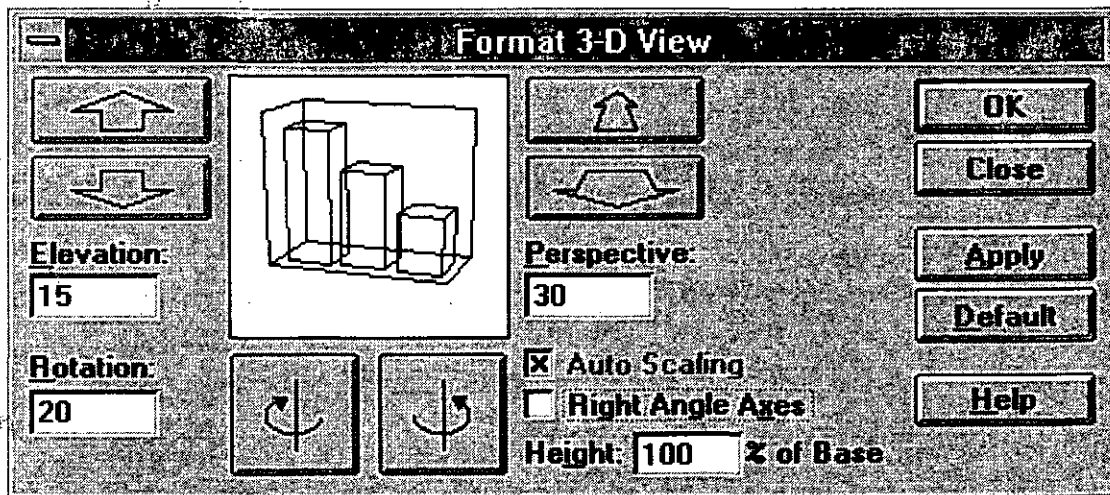 Format 3-D View
Elevation:
15
Rotation:
20
Perspective:
30
Auto Scaling
Right Angle Axes
Height: 100 % of Base
OK
Close
Apply
Default
Help